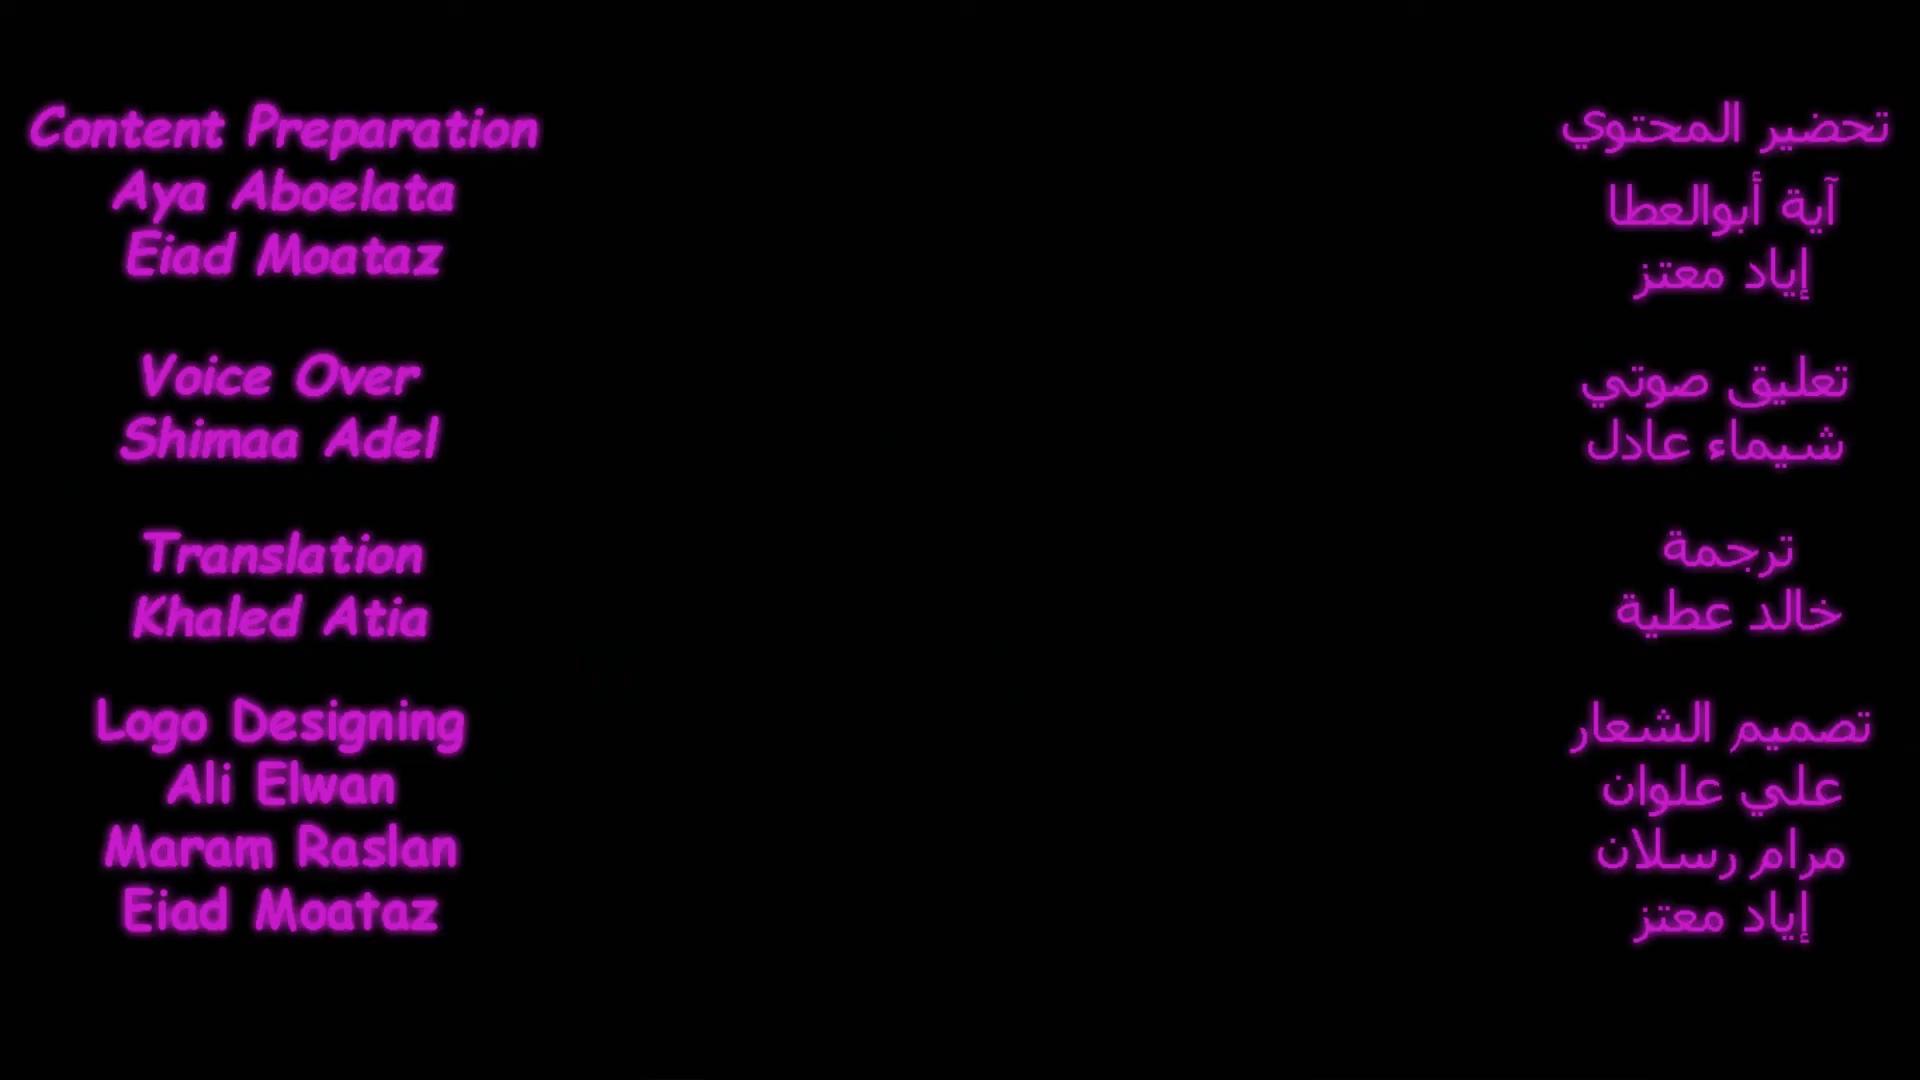 Content Preparation
Aya Aboelata
Eiad Moataz
Voice Over
Shimaa Adel
Translation
Khaled Atia
Logo Designing
Ali Elwan
Maram Raslan
Eiad Moataz
تحضير المحتوي
آية أبوالعطا
إياد معتز
تعليق صوتي
شيماء عادل
ترجمة
خالد عطية
تصميم الشعار
علي علوان
مرام رسلان
إياد معتز